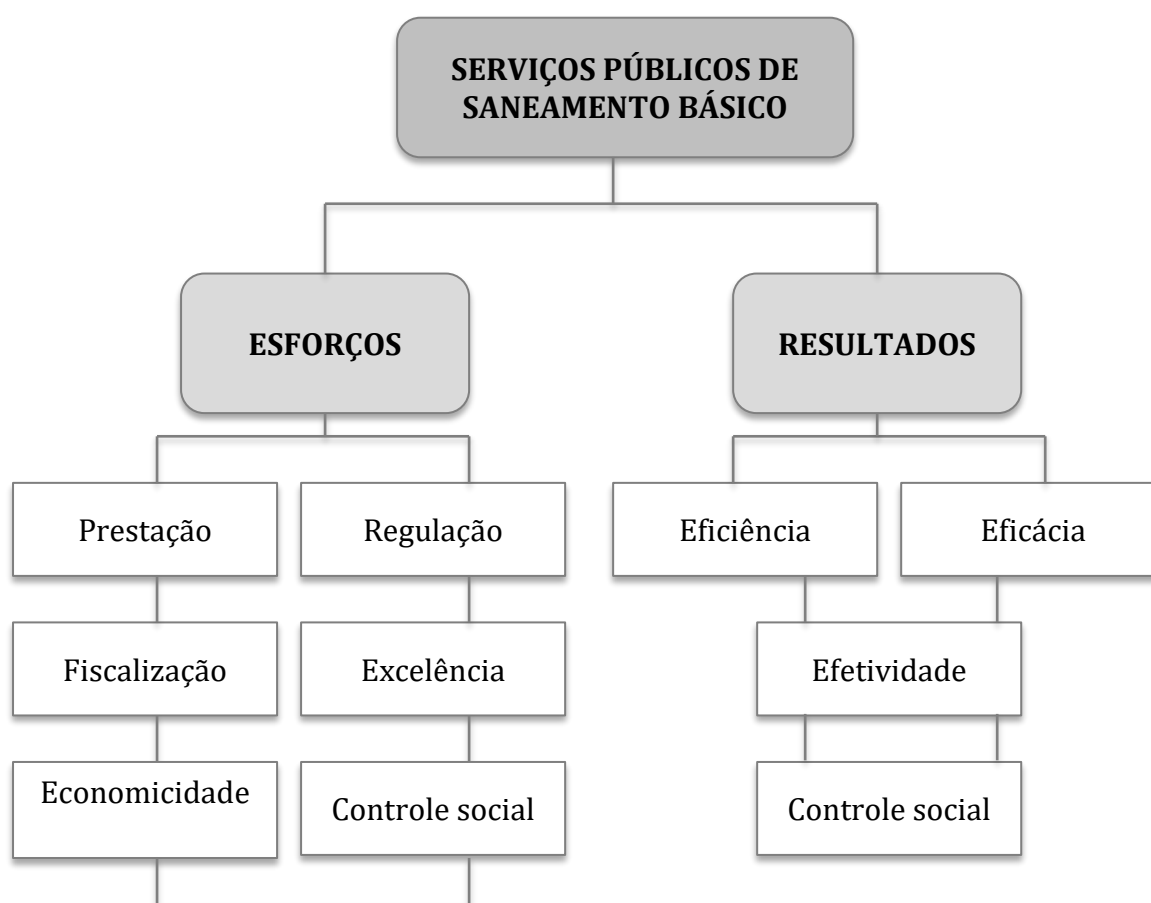 SERVIÇOS PÚBLICOS DE
SANEAMENTO BÁSICO
ESFORÇOS
RESULTADOS
Prestação
Regulação
Eficiência
Eficácia
Fiscalização
Excelência
Efetividade
Economicidade
Controle social
Controle social